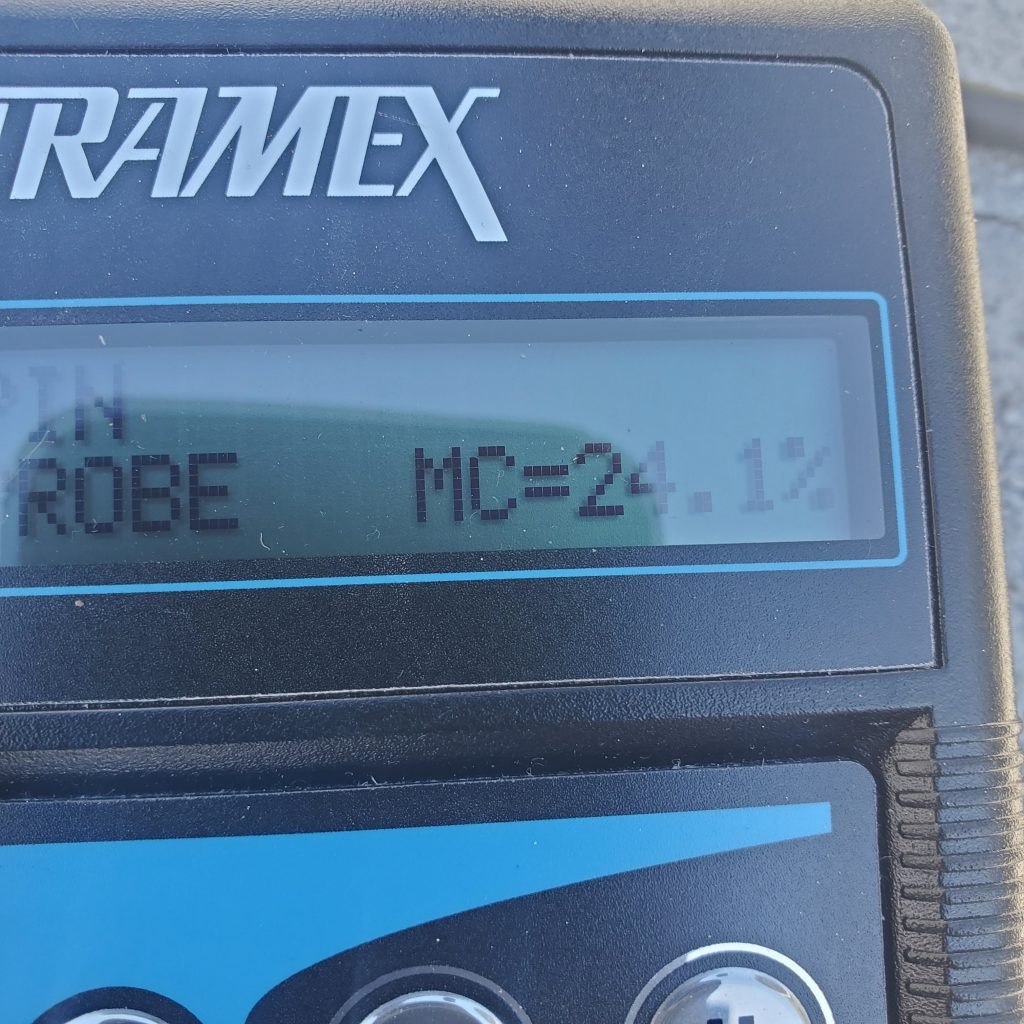 TRAMEX
PIN
ROBE MC=24.1%